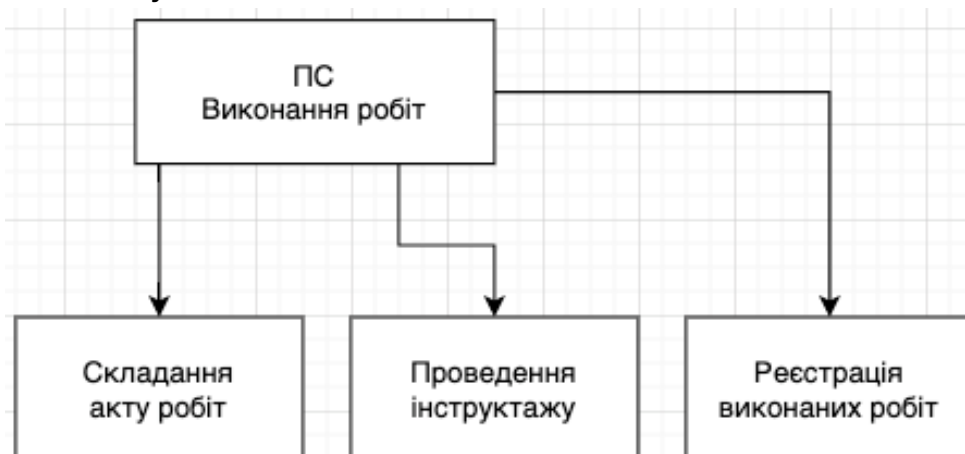 ПС
Виконання робіт
Складання
акту робіт
Проведення
інструктажу
Реєстрація
виконаних робіт